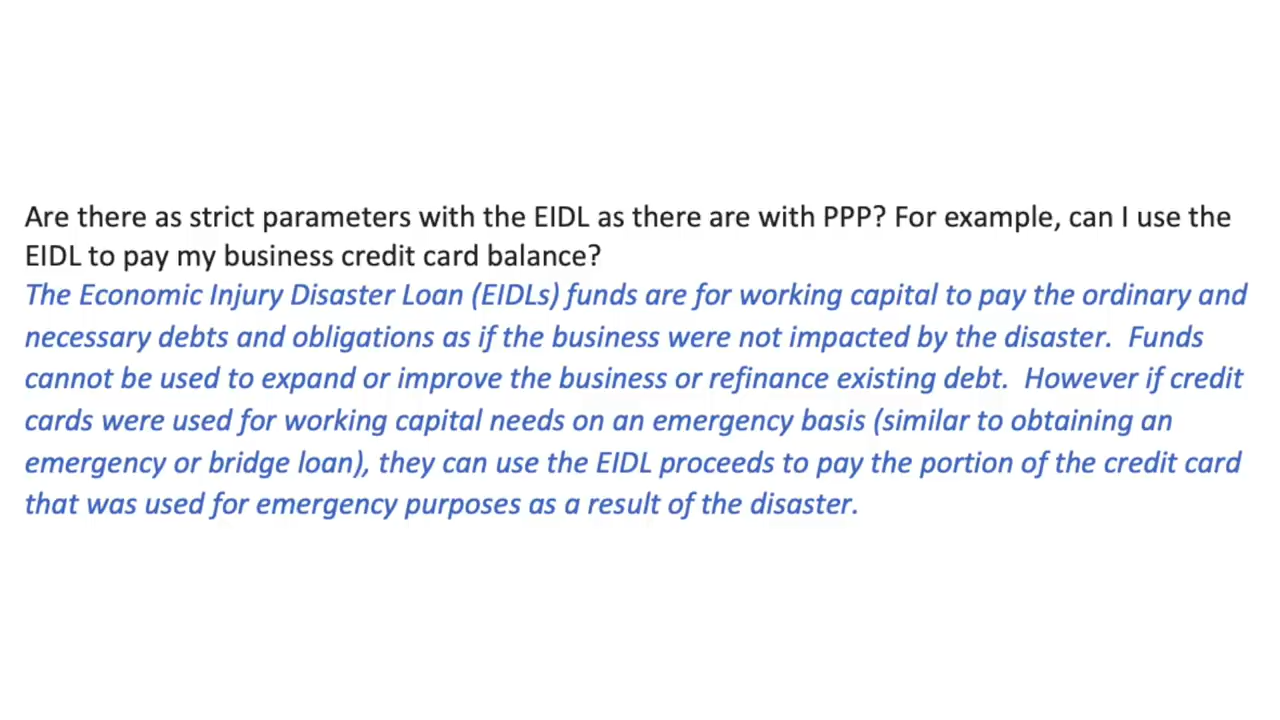 Are there as strict parameters with the EIDL as there are with PPP? For example, can I use the
EIDL to pay my business credit card balance?
The Economic Injury Disaster Loan (EIDLs) funds are for working capital to pay the ordinary and
necessary debts and obligations as if the business were not impacted by the disaster.  Funds
cannot be used to expand or improve the business or refinance existing debt.  However if credit
cards were used for working capital needs on an emergency basis (similar to obtaining an
emergency or bridge loan), they can use the EIDL proceeds to pay the portion of the credit card
that was used for emergency purposes as a result of the disaster.